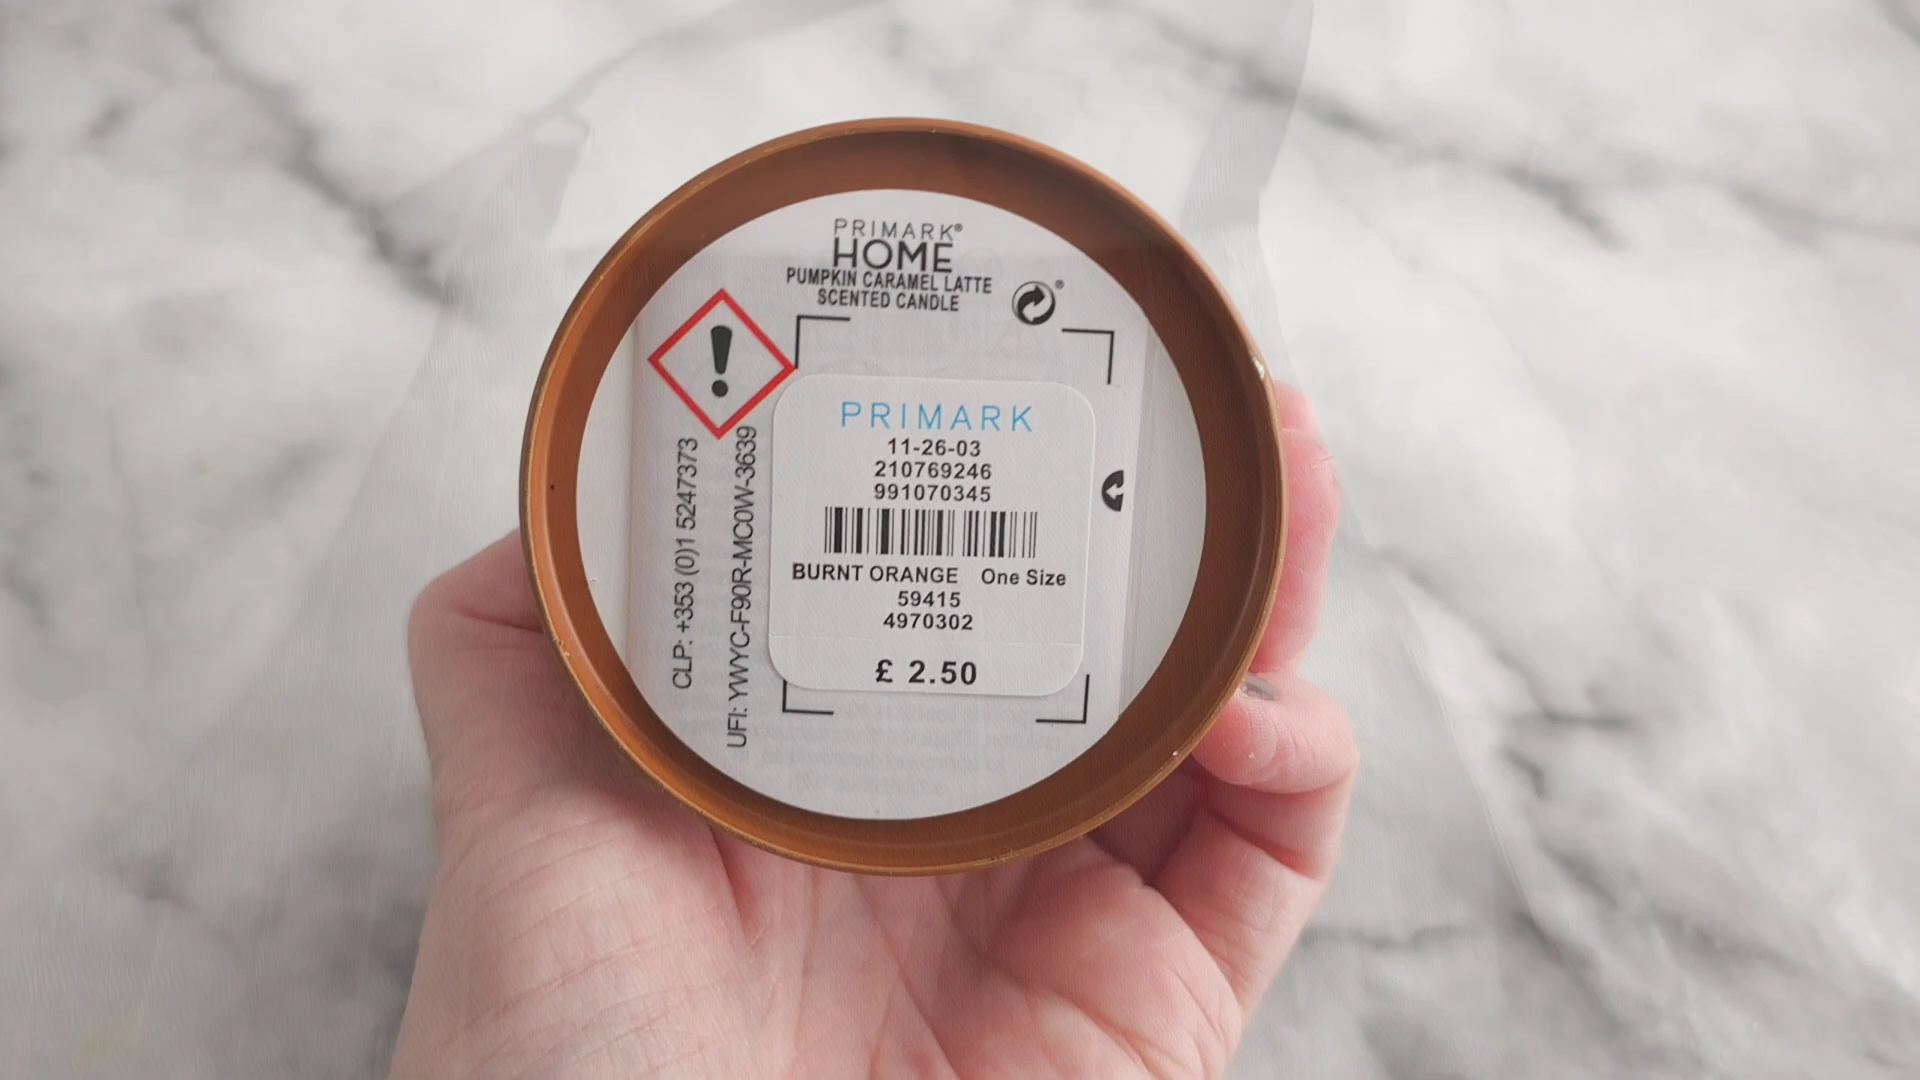 PRIMARK®
HOME
PUMPKIN CARAMEL LATTE
SCENTED CANDLE
CLP: +353 (0)1 5247373
UFI: YWYC-F90R-MC0W-3639
PRIMARK
11-26-03
210769246
991070345
BURNT ORANGE One Size
59415
4970302
£ 2.50